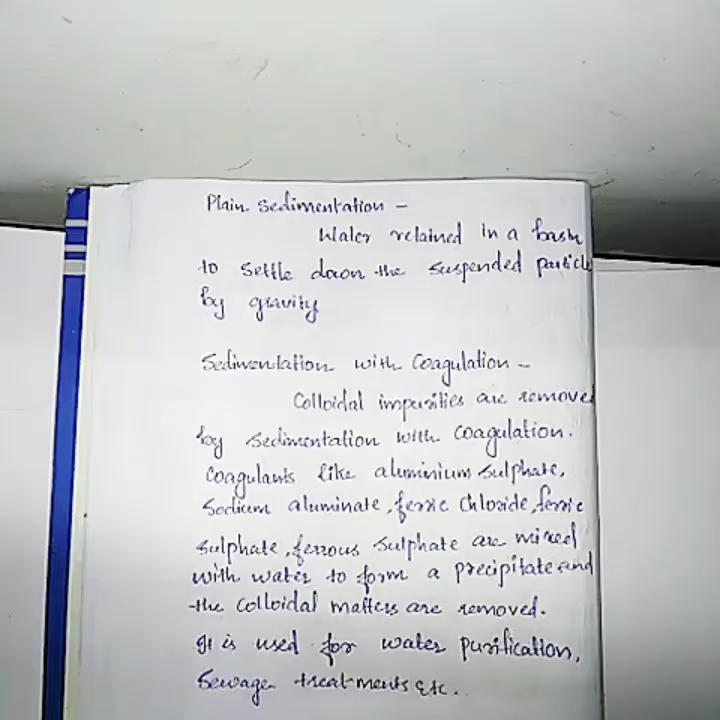 Plain Sedimentation -
Water retained in a basin
to settle down the suspended particle
by gravity
Sedimentation with Coagulation -
Colloidal impurities are removed
by sedimentation with coagulation.
Coagulants like aluminium sulphate,
Sodium aluminate, ferric chloride, ferric
sulphate, ferrous sulphate are mixed
with water to form a precipitate and
the colloidal matters are removed.
It is used for water purification,
Sewage treatments etc.